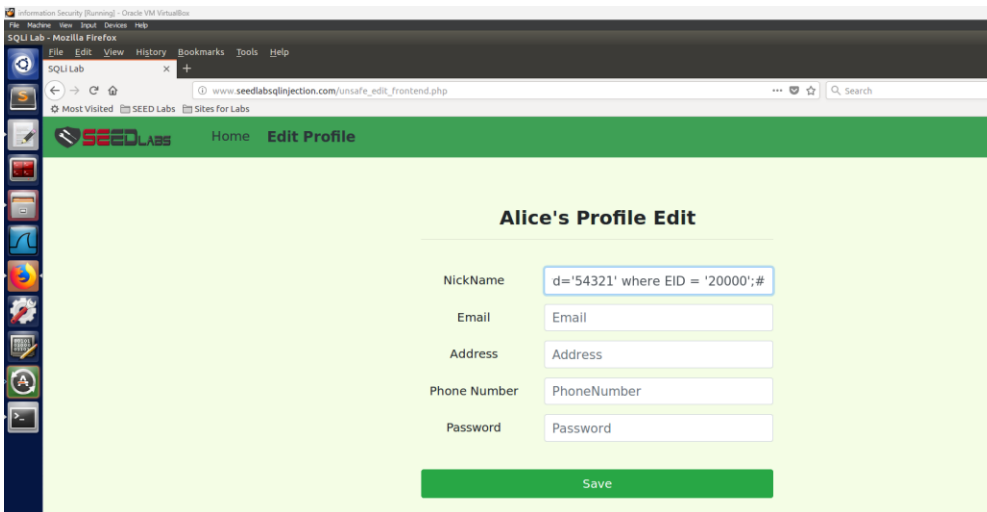 information Security [Running] - Oracle VM VirtualBox
File Machine View Input Devices Help
SQLi Lab - Mozilla Firefox
File Edit View History Bookmarks Tools Help
SQLi Lab × +
www.seedlabsqlinjection.com/unsafe_edit_frontend.php Search
Most Visited SEED Labs Sites for Labs
SEEDLABS Home Edit Profile
Alice's Profile Edit
NickName d='54321' where EID = '20000';#
Email Email
Address Address
Phone Number PhoneNumber
Password Password
Save